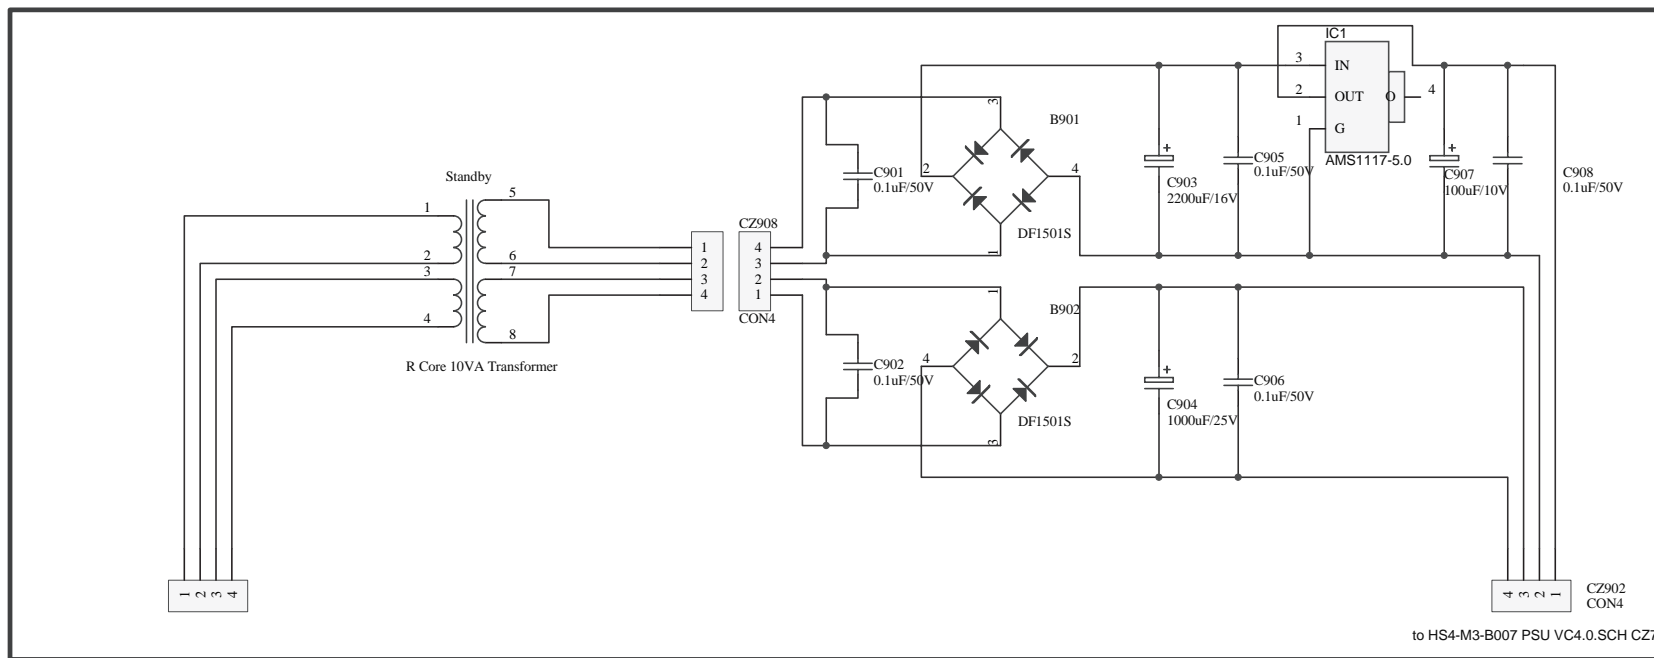 IC1
3 IN
2 OUT O 4
1 G
AMS1117-5.0
B901
3
2
4
1
DF1501S
C901
0.1uF/50V
C903
2200uF/16V
C905
0.1uF/50V
C907
100uF/10V
C908
0.1uF/50V
+
+
Standby
1
2
3
4
5
6
7
8
R Core 10VA Transformer
1
2
3
4
CZ908
4
3
2
1
CON4
B902
1
4
2
3
DF1501S
C902
0.1uF/50V
+
C904
1000uF/25V
C906
0.1uF/50V
1 2 3 4
4 3 2 1
CZ902
CON4
to HS4-M3-B007 PSU VC4.0.SCH CZ7